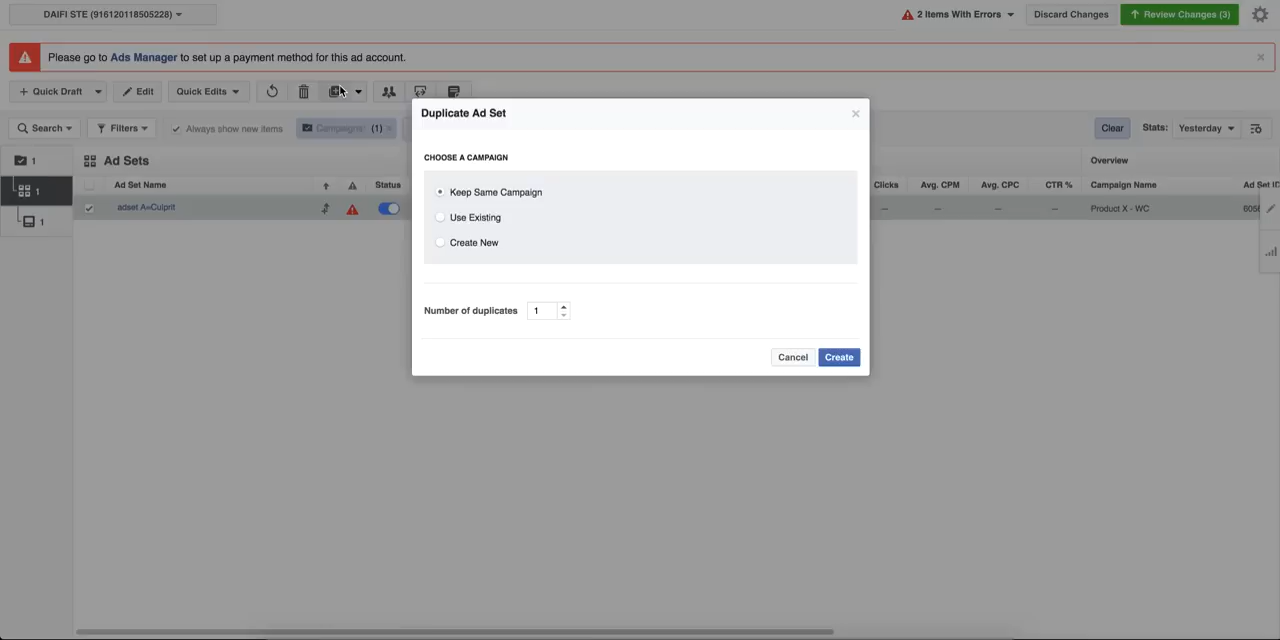 DAIFI STE (916120118505228)
2 Items With Errors
Discard Changes
Review Changes (3)
Please go to Ads Manager to set up a payment method for this ad account.
Quick Draft
Edit
Quick Edits
Search
Filters
Always show new items
Campaigns (1)
Clear
Stats:
Yesterday
1
Ad Sets
Overview
1
Ad Set Name
Status
Clicks
Avg. CPM
Avg. CPC
CTR %
Campaign Name
Ad Set ID
adset A=Culprit
Product X - WC
1
Duplicate Ad Set
CHOOSE A CAMPAIGN
Keep Same Campaign
Use Existing
Create New
Number of duplicates 1
Cancel
Create